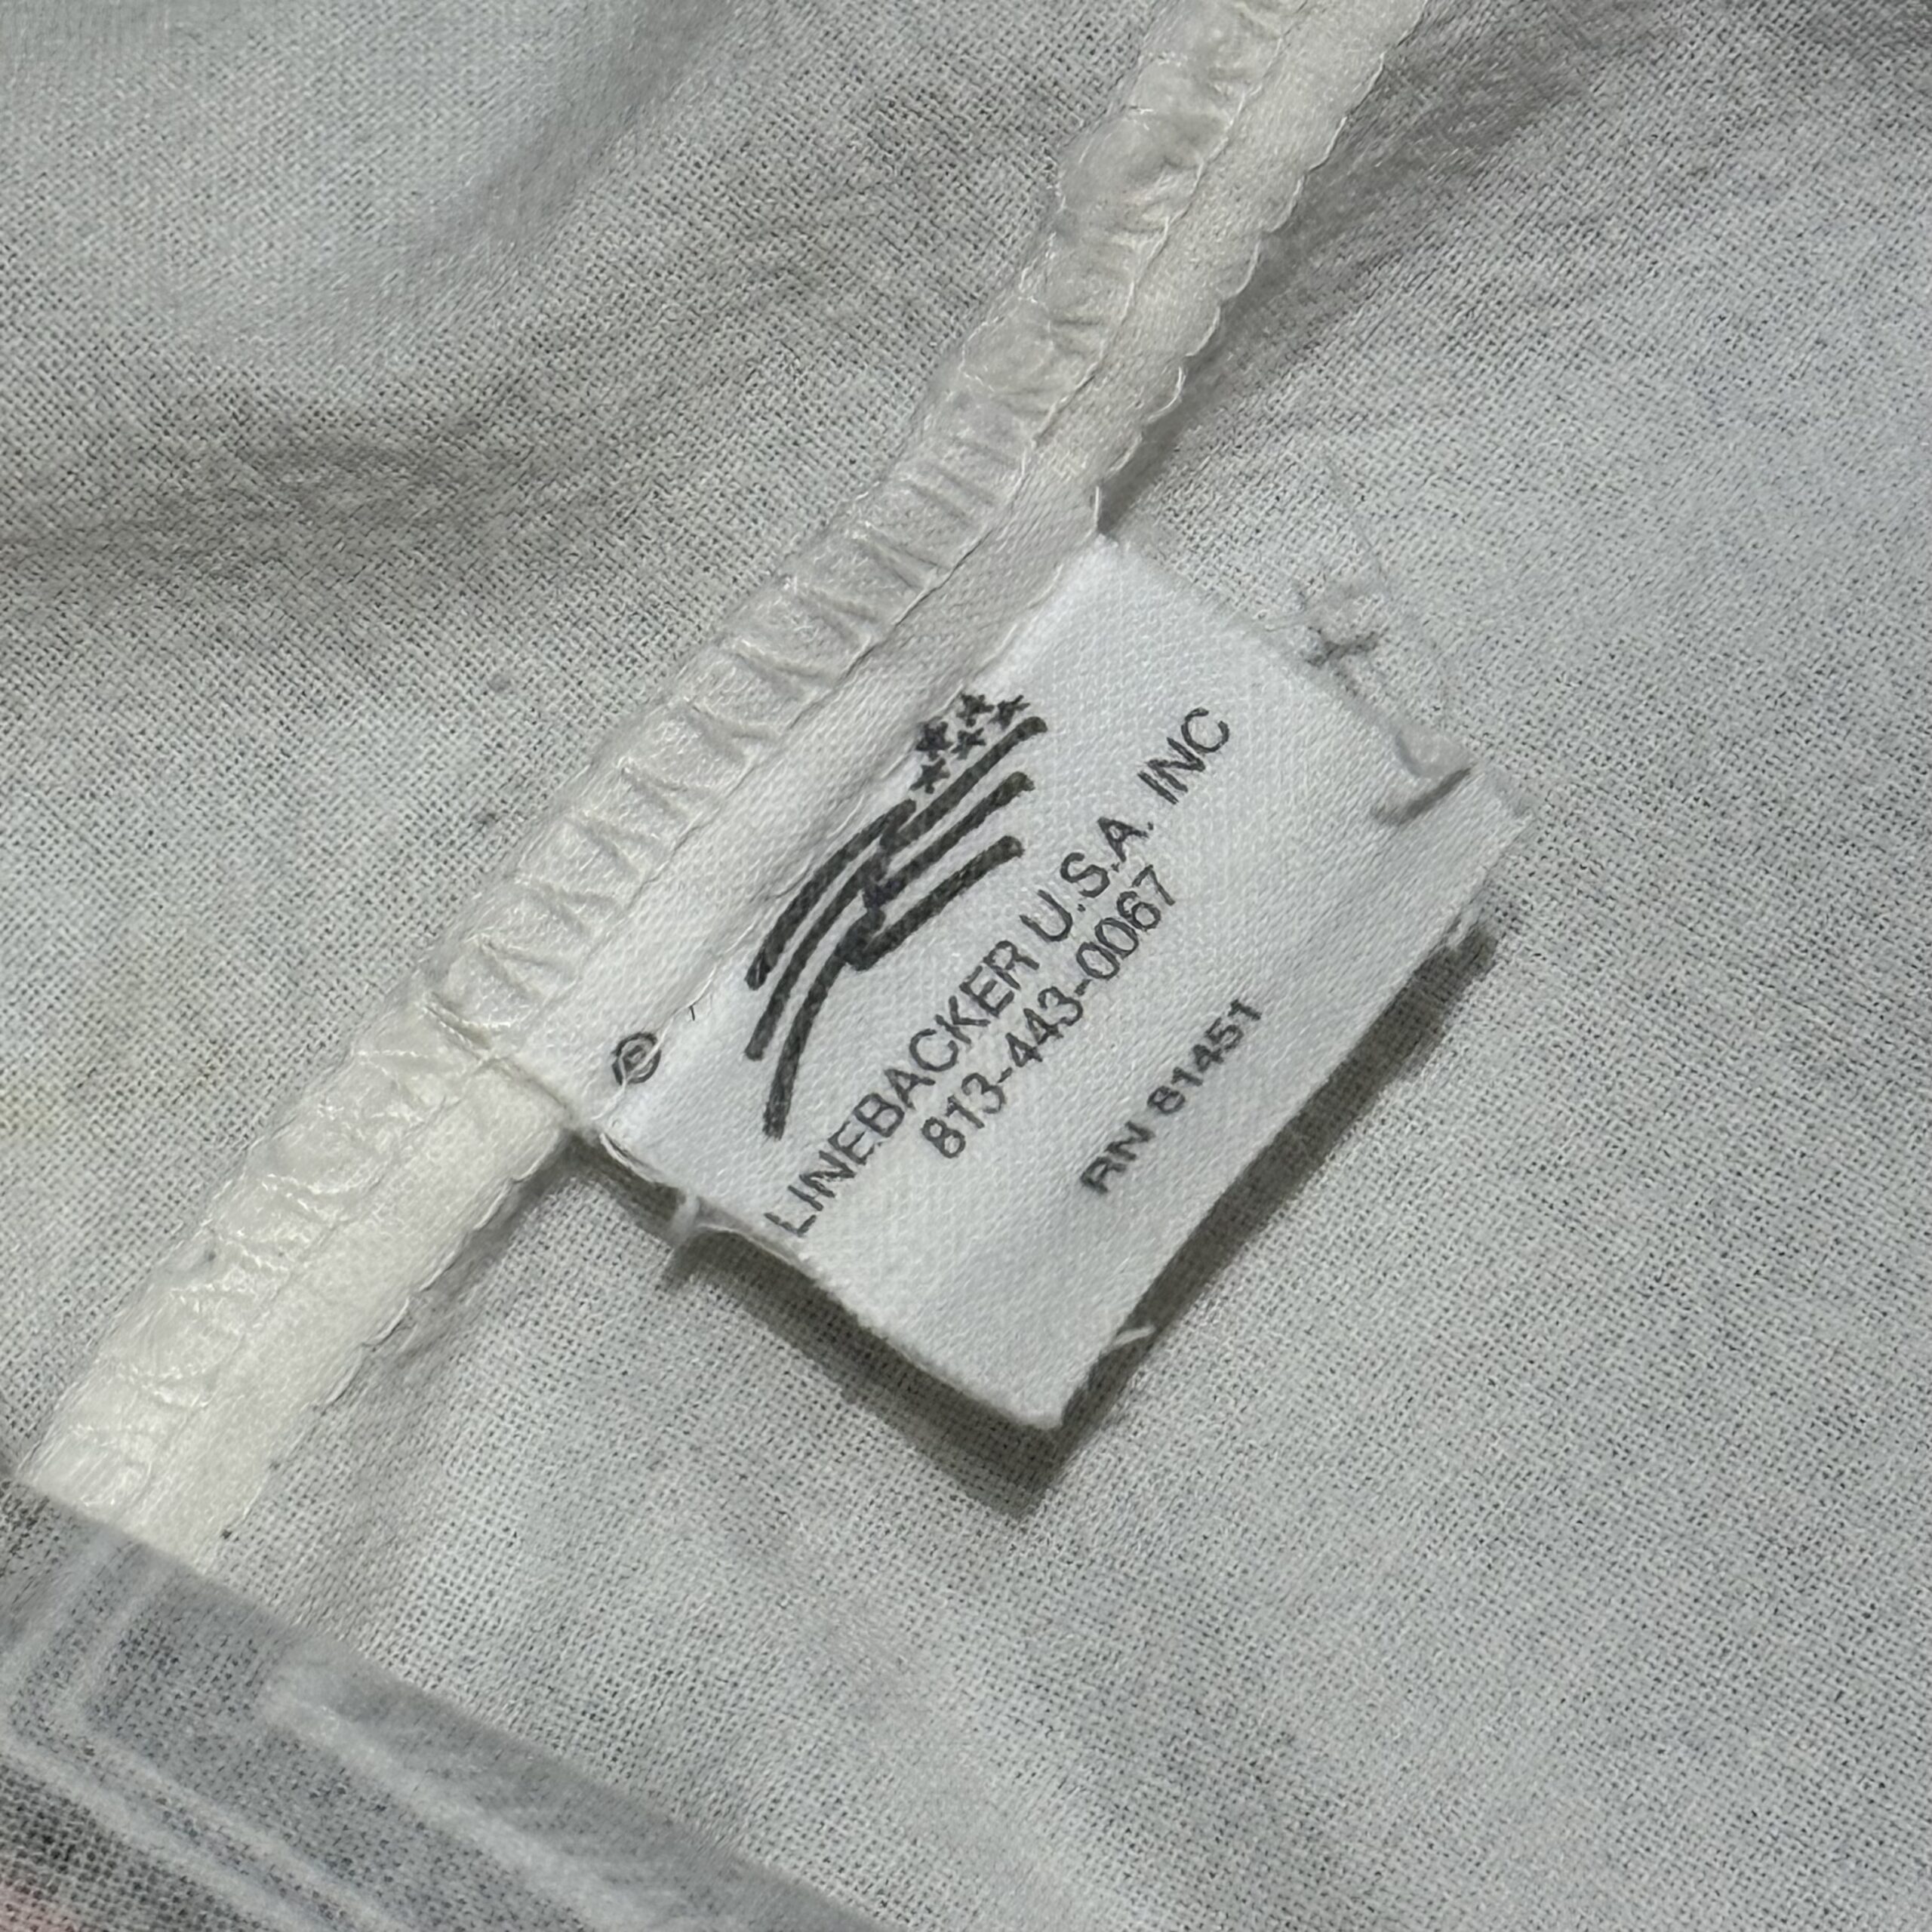 ®
LINEBACKER U.S.A. INC
813-443-0067
RN 81451